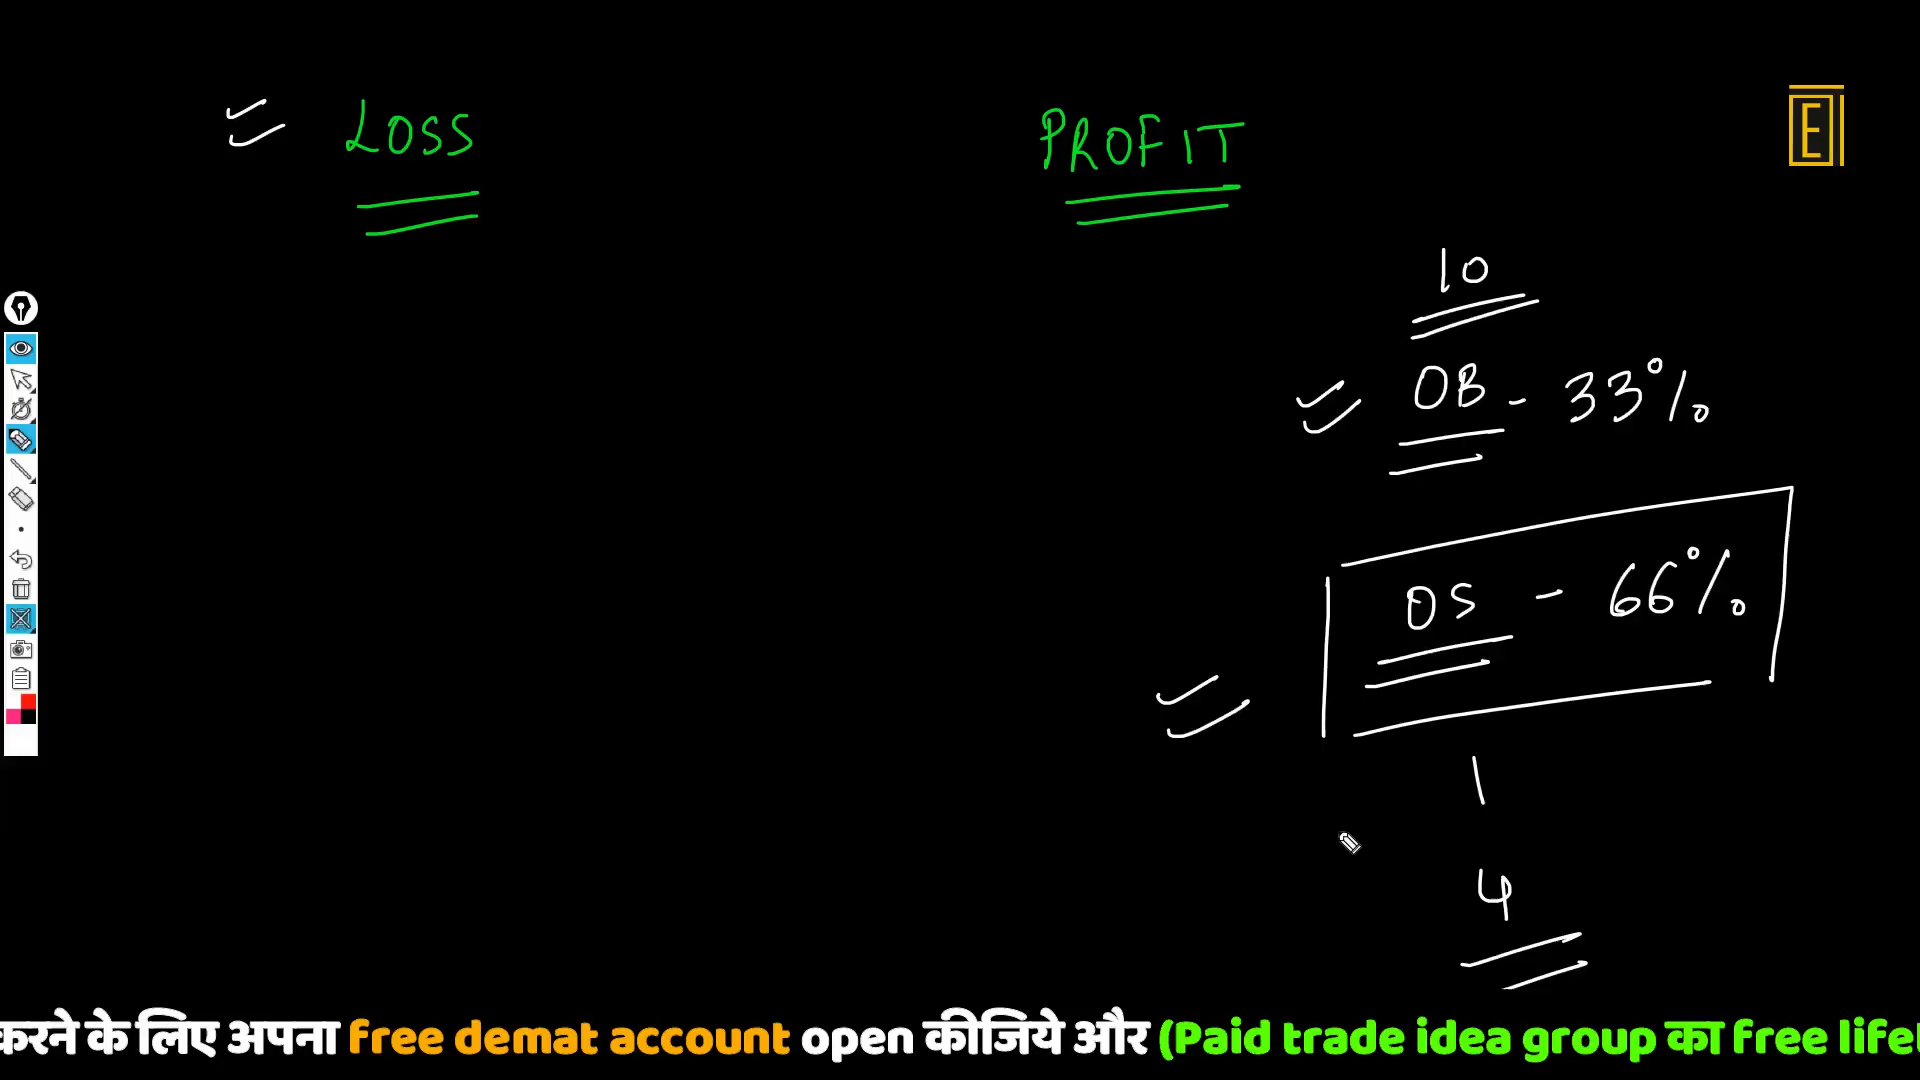 LOSS
PROFIT
E
10
OB - 33%
OS - 66%
1
4
करने के लिए अपना free demat account open कीजिये और (Paid trade idea group का free